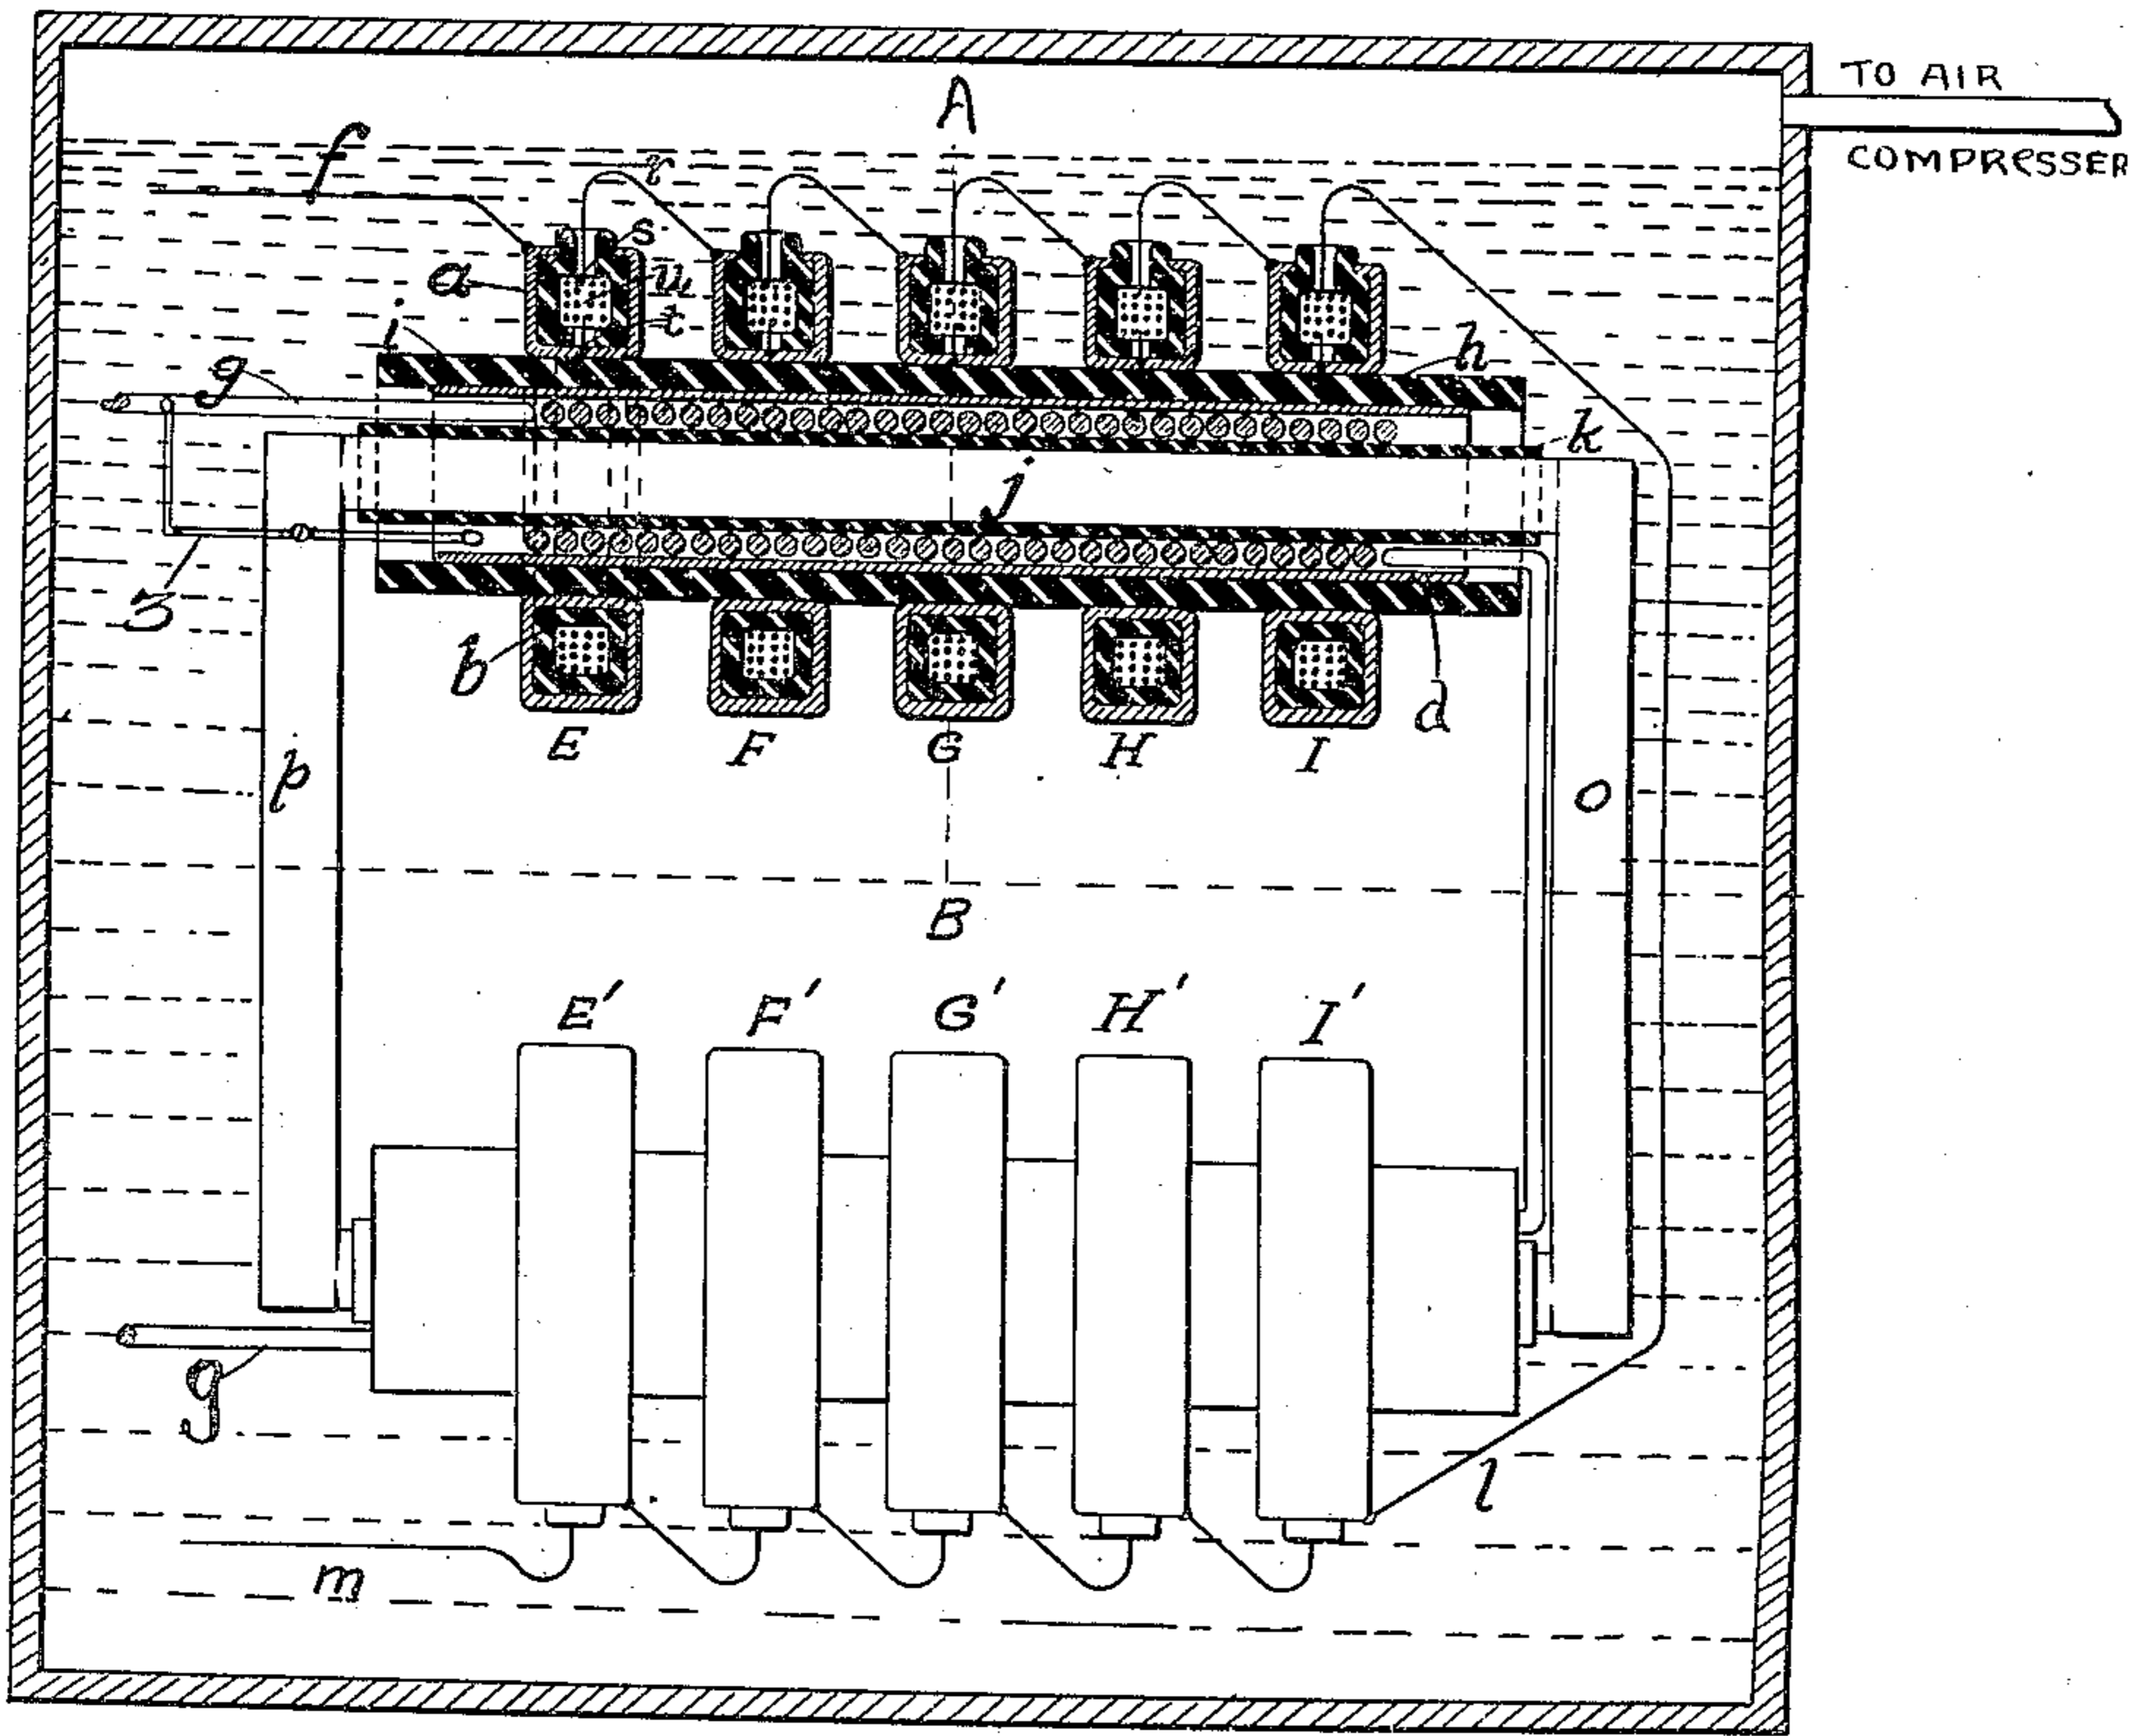 TO AIR
COMPRESSER
A
f
r
s
a
u
t
i
h
g
k
j
3
b
d
E F G H I
p
o
B
E' F' G' H' I'
g
l
m